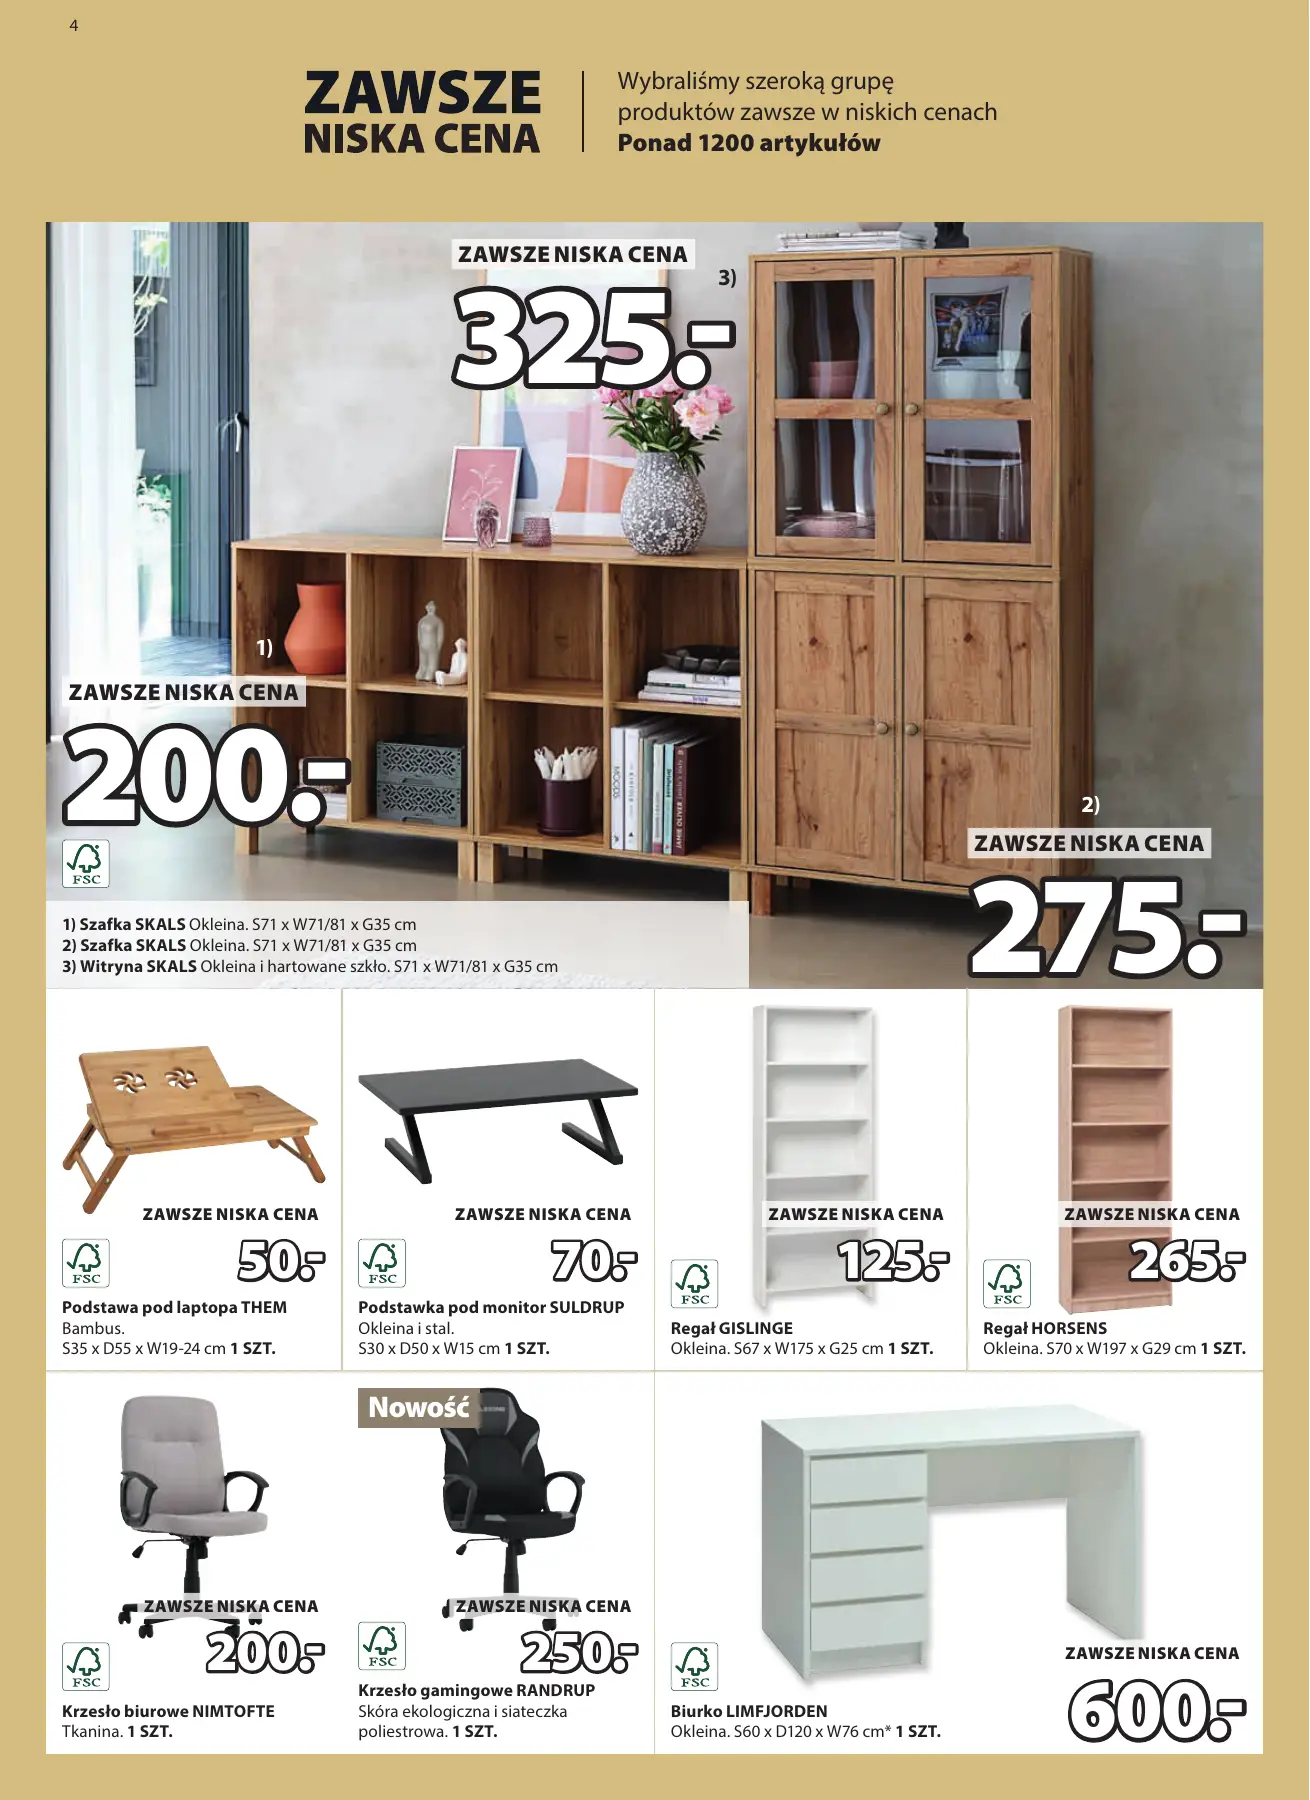 4
ZAWSZE
NISKA CENA
Wybraliśmy szeroką grupę
produktów zawsze w niskich cenach
Ponad 1200 artykułów
ZAWSZE NISKA CENA
3)
325.-
1)
ZAWSZE NISKA CENA
200.-
FSC
MOODS
JAMIE OLIVER
2)
ZAWSZE NISKA CENA
275.-
1) Szafka SKALS Okleina. S71 x W71/81 x G35 cm
2) Szafka SKALS Okleina. S71 x W71/81 x G35 cm
3) Witryna SKALS Okleina i hartowane szkło. S71 x W71/81 x G35 cm
ZAWSZE NISKA CENA
50.-
FSC
Podstawa pod laptopa THEM
Bambus.
S35 x D55 x W19-24 cm 1 SZT.
ZAWSZE NISKA CENA
70.-
FSC
Podstawka pod monitor SULDRUP
Okleina i stal.
S30 x D50 x W15 cm 1 SZT.
ZAWSZE NISKA CENA
125.-
FSC
Regał GISLINGE
Okleina. S67 x W175 x G25 cm 1 SZT.
ZAWSZE NISKA CENA
265.-
FSC
Regał HORSENS
Okleina. S70 x W197 x G29 cm 1 SZT.
ZAWSZE NISKA CENA
200.-
FSC
Krzesło biurowe NIMTOFTE
Tkanina. 1 SZT.
Nowość
ZAWSZE NISKA CENA
250.-
FSC
Krzesło gamingowe RANDRUP
Skóra ekologiczna i siateczka
poliestrowa. 1 SZT.
ZAWSZE NISKA CENA
600.-
FSC
Biurko LIMFJORDEN
Okleina. S60 x D120 x W76 cm* 1 SZT.